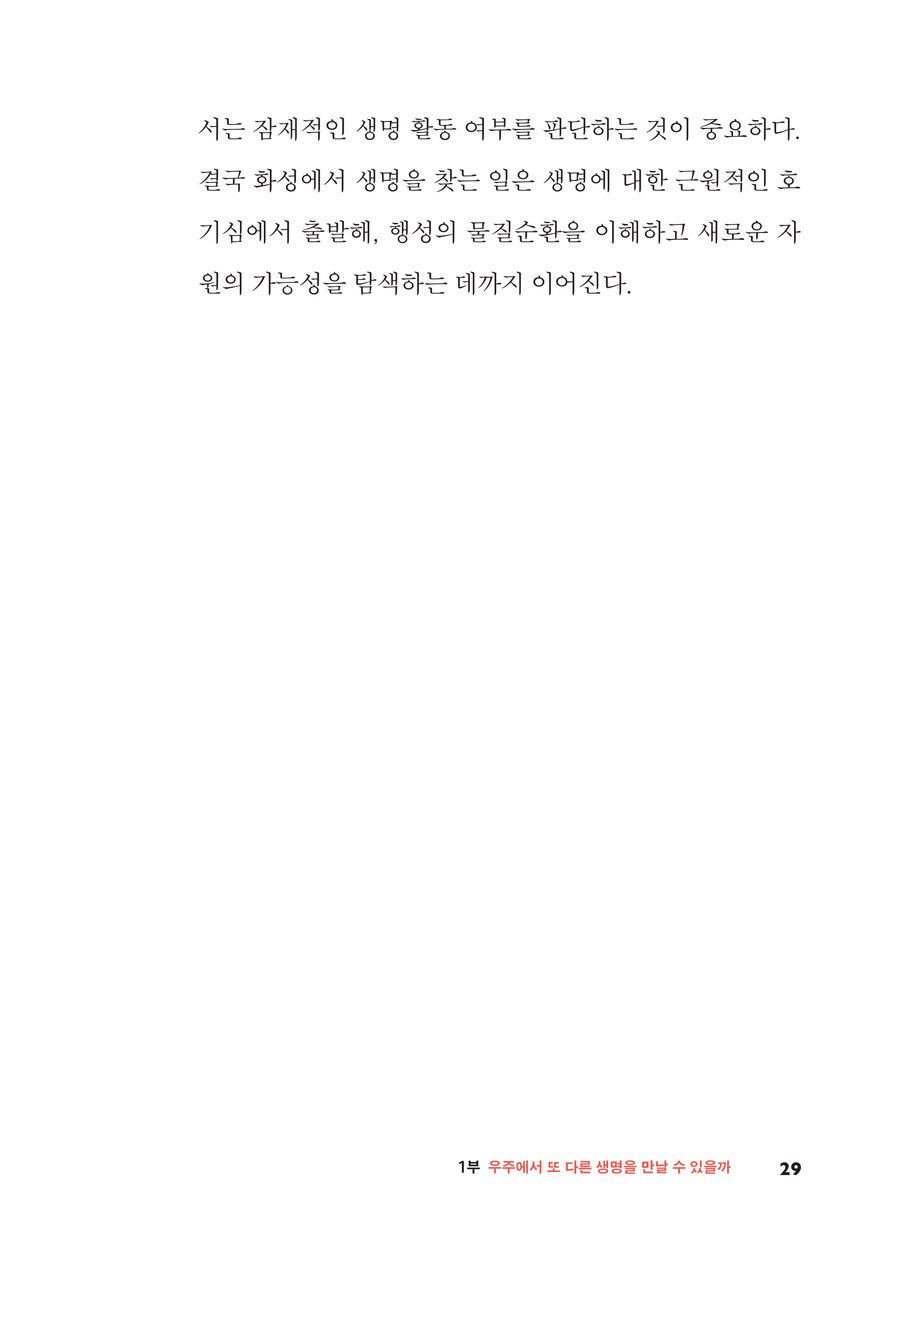 서는 잠재적인 생명 활동 여부를 판단하는 것이 중요하다.
결국 화성에서 생명을 찾는 일은 생명에 대한 근원적인 호
기심에서 출발해, 행성의 물질순환을 이해하고 새로운 자
원의 가능성을 탐색하는 데까지 이어진다.
1부 우주에서 또 다른 생명을 만날 수 있을까 29